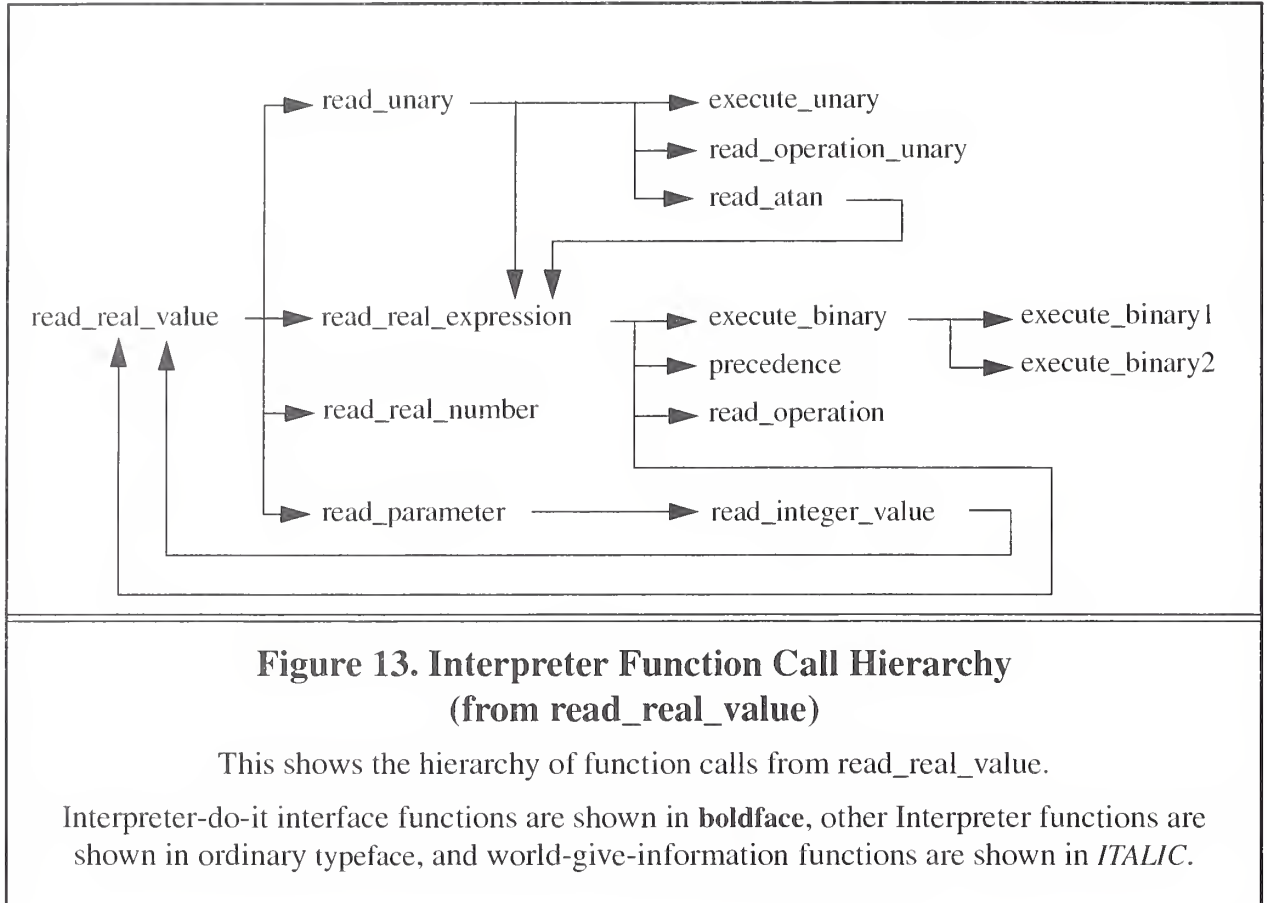 read_unary execute_unary
read_operation_unary
read_atan
read_real_value read_real_expression execute_binary execute_binary1
precedence execute_binary2
read_real_number read_operation
read_parameter read_integer_value
Figure 13. Interpreter Function Call Hierarchy
(from read_real_value)
This shows the hierarchy of function calls from read_real_value.
Interpreter-do-it interface functions are shown in boldface, other Interpreter functions are
shown in ordinary typeface, and world-give-information functions are shown in ITALIC.